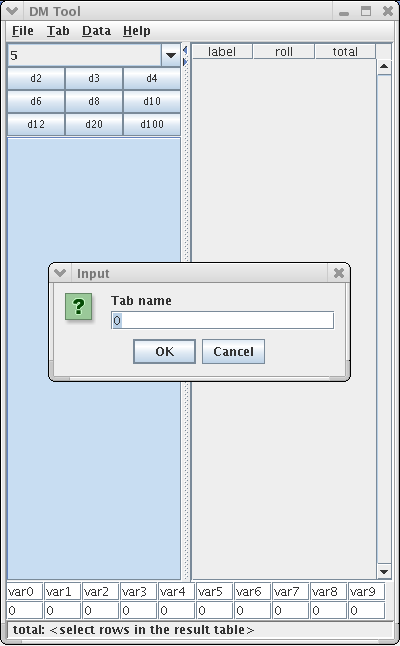 DM Tool
File Tab Data Help
5
label roll total
d2 d3 d4
d6 d8 d10
d12 d20 d100
Input
?
Tab name
0
OK Cancel
var0 var1 var2 var3 var4 var5 var6 var7 var8 var9
0 0 0 0 0 0 0 0 0 0
total: <select rows in the result table>